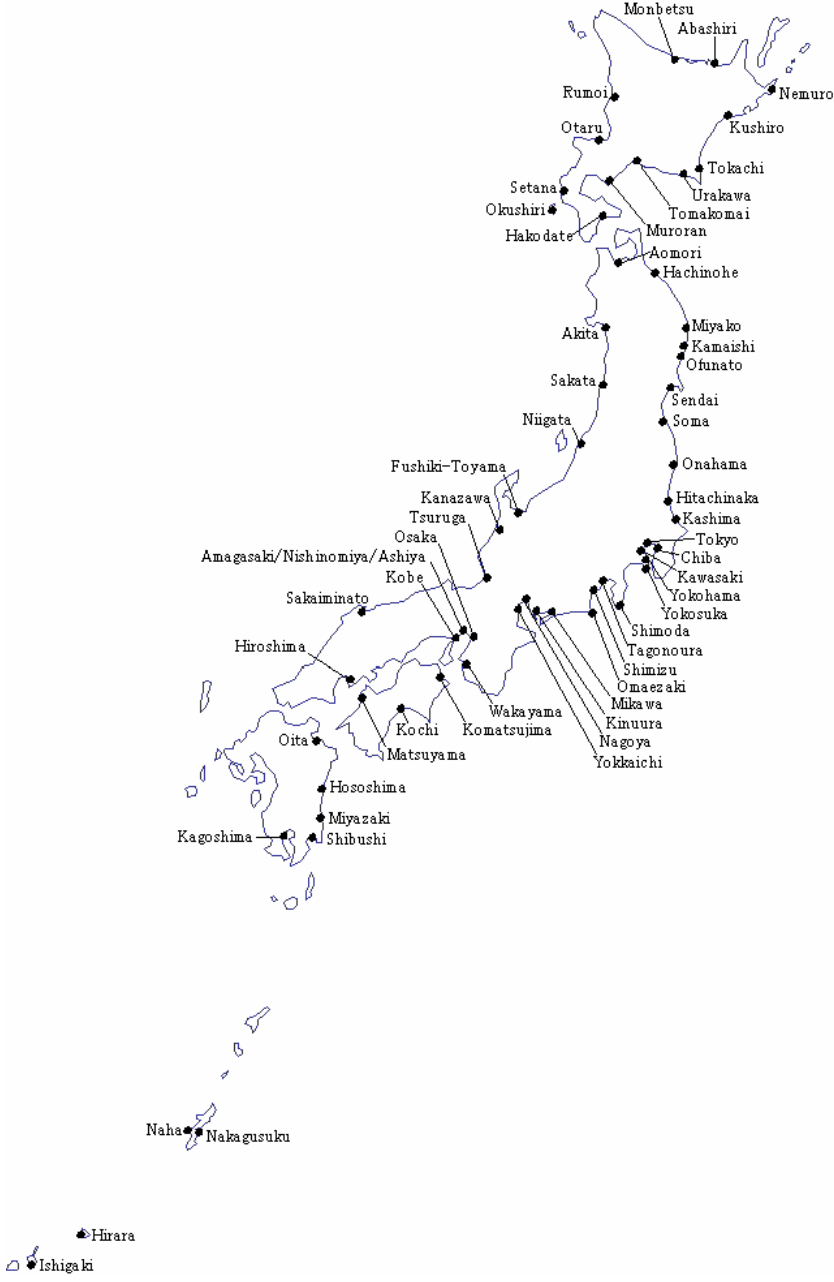 Monbetsu
Abashiri
Rumoi
Nemuro
Kushiro
Otaru
Tokachi
Setana
Urakawa
Okushiri
Tomakomai
Muroran
Hakodate
Aomori
Hachinohe
Akita
Miyako
Kamaishi
Ofunato
Sakata
Sendai
Niigata
Soma
Fushiki-Toyama
Onahama
Kanazawa
Hitachinaka
Tsuruga
Kashima
Osaka
Tokyo
Amagasaki/Nishinomiya/Ashiya
Chiba
Kobe
Kawasaki
Yokohama
Sakaiminato
Yokosuka
Shimoda
Hiroshima
Tagonoura
Shimizu
Omaezaki
Mikawa
Wakayama
Kinuura
Kochi
Komatsujima
Oita
Nagoya
Matsuyama
Yokkaichi
Hososhima
Miyazaki
Kagoshima
Shibushi
Naha
Nakagusuku
Hirara
Ishigaki